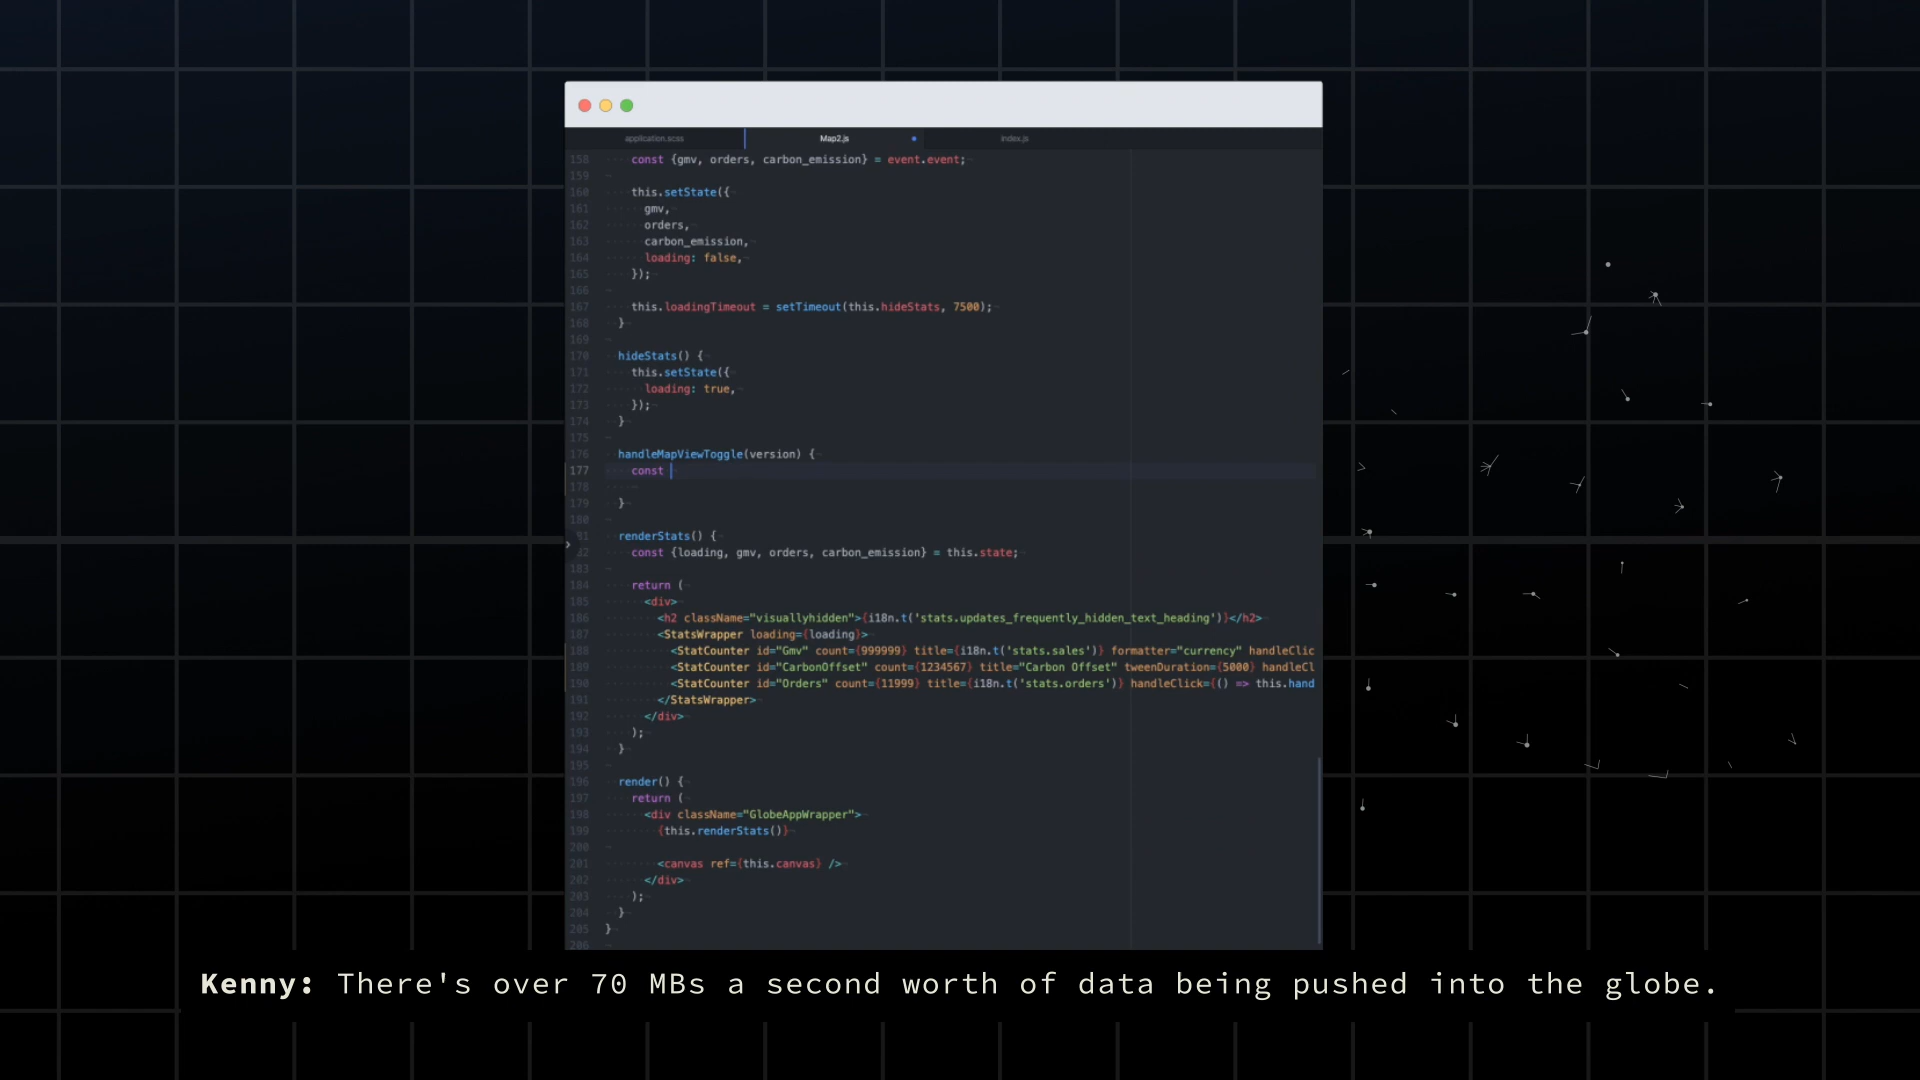 application.scss
Map2.js
index.js
158 const {gmv, orders, carbon_emission} = event.event;
159
160 this.setState({
161 gmv,
162 orders,
163 carbon_emission,
164 loading: false,
165 });
166
167 this.loadingTimeout = setTimeout(this.hideStats, 7500);
168 }
169
170 hideStats() {
171 this.setState({
172 loading: true,
173 });
174 }
175
176 handleMapViewToggle(version) {
177 const
178
179 }
180
81 renderStats() {
82 const {loading, gmv, orders, carbon_emission} = this.state;
183
184 return (
185 <div>
186 <h2 className="visuallyhidden">{i18n.t('stats.updates_frequently_hidden_text_heading')}</h2>
187 <StatsWrapper loading={loading}>
188 <StatCounter id="Gmv" count={999999} title={i18n.t('stats.sales')} formatter="currency" handleClic
189 <StatCounter id="CarbonOffset" count={1234567} title="Carbon Offset" tweenDuration={5000} handleCl
190 <StatCounter id="Orders" count={11999} title={i18n.t('stats.orders')} handleClick={() => this.hand
191 </StatsWrapper>
192 </div>
193 );
194 }
195
196 render() {
197 return (
198 <div className="GlobeAppWrapper">
199 {this.renderStats()}
200
201 <canvas ref={this.canvas} />
202 </div>
203 );
204 }
205 }
206
Kenny: There's over 70 MBs a second worth of data being pushed into the globe.